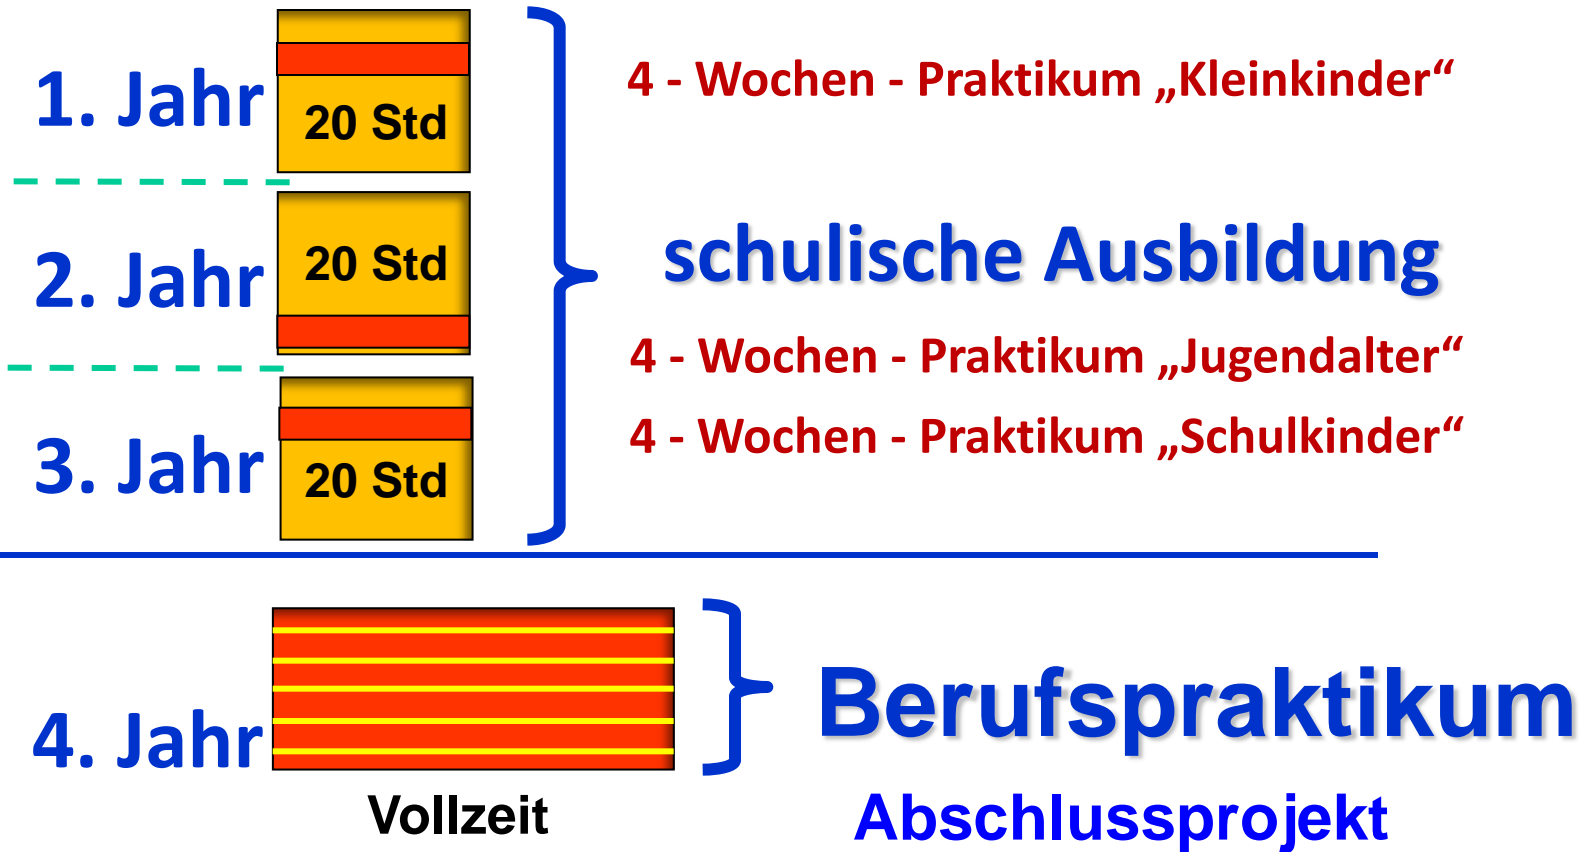 1. Jahr
20 Std
4 - Wochen - Praktikum „Kleinkinder“
2. Jahr
20 Std
schulische Ausbildung
4 - Wochen - Praktikum „Jugendalter“
3. Jahr
20 Std
4 - Wochen - Praktikum „Schulkinder“
4. Jahr
Berufspraktikum
Vollzeit
Abschlussprojekt